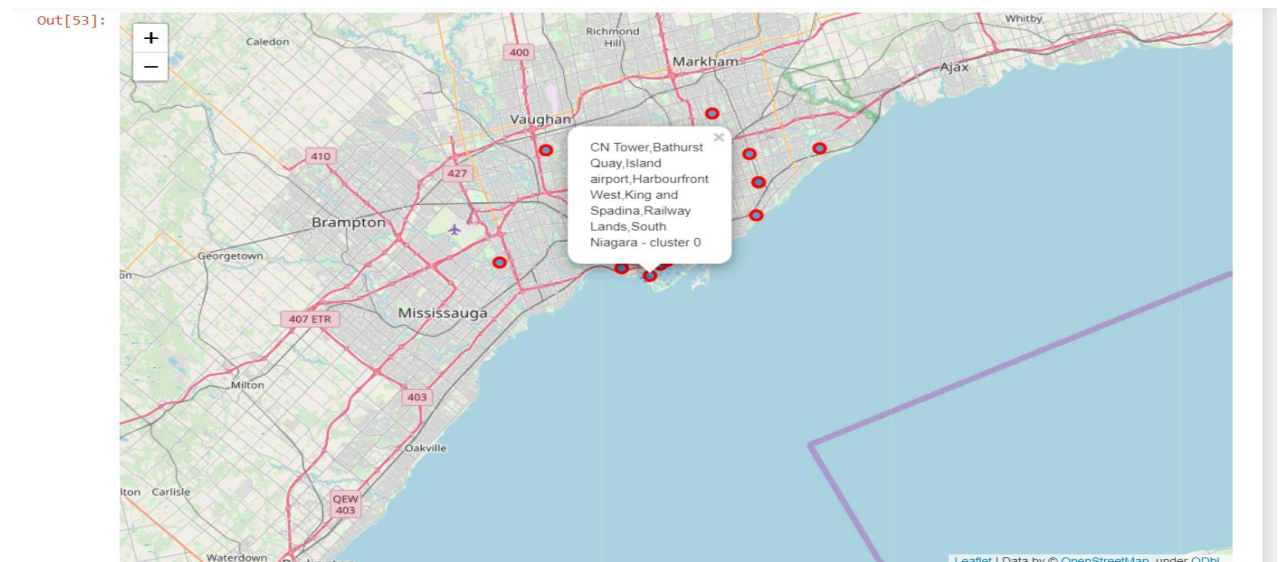 Out[53]:
+
−
Caledon
400
Richmond
Hill
Whitby
Markham
Ajax
Vaughan
410
427
×
CN Tower,Bathurst
Quay,Island
airport,Harbourfront
West,King and
Spadina,Railway
Lands,South
Niagara - cluster 0
Brampton
Georgetown
on
407 ETR
Mississauga
Milton
403
Oakville
lton
Carlisle
QEW
403
Waterdown
Leaflet | Data by © OpenStreetMap, under ODbL